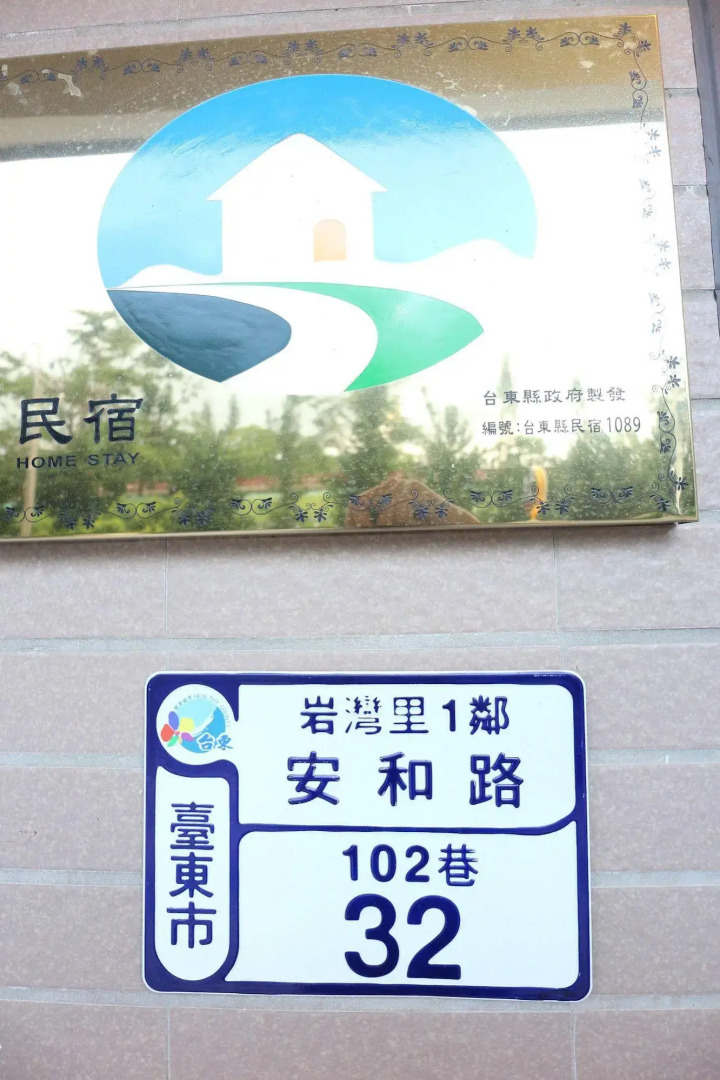 民宿
HOME STAY
台東縣政府製發
編號:台東縣民宿1089
台東
臺東市
岩灣里1鄰
安和路
102巷
32